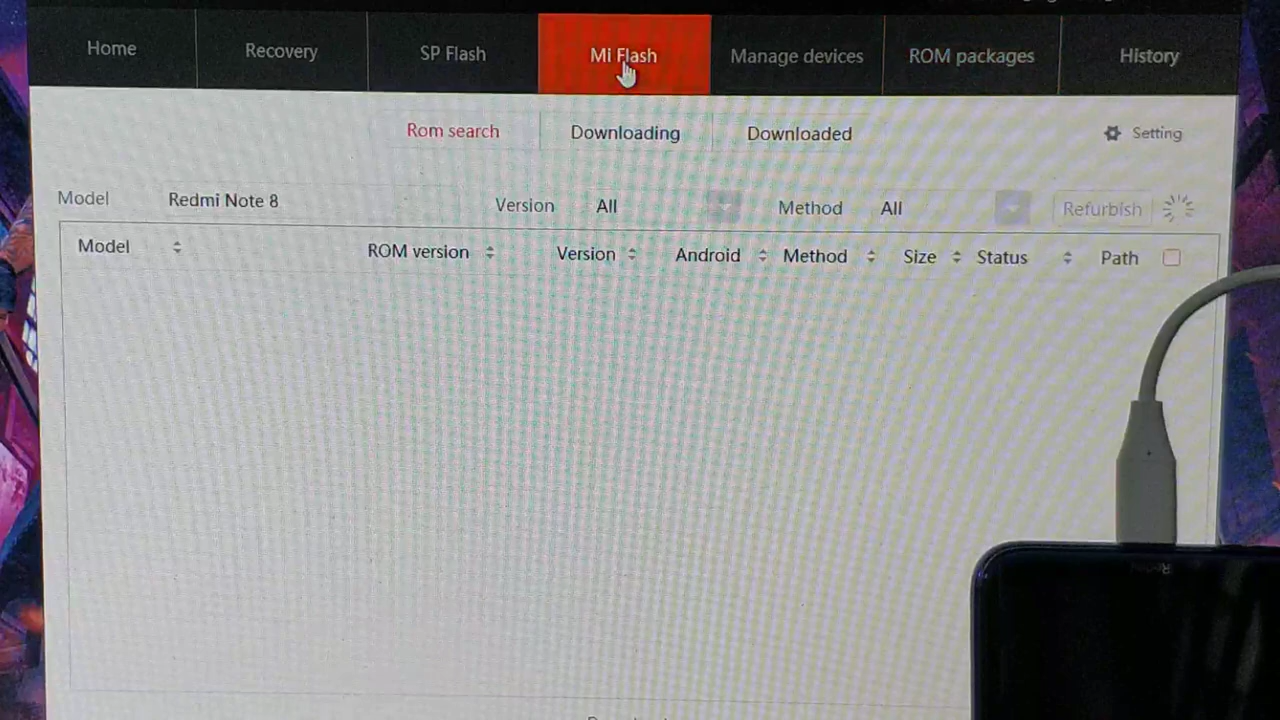 Home Recovery SP Flash Mi Flash Manage devices ROM packages History
Rom search Downloading Downloaded Setting
Model Redmi Note 8 Version All Method All Refurbish
Model ROM version Version Android Method Size Status Path